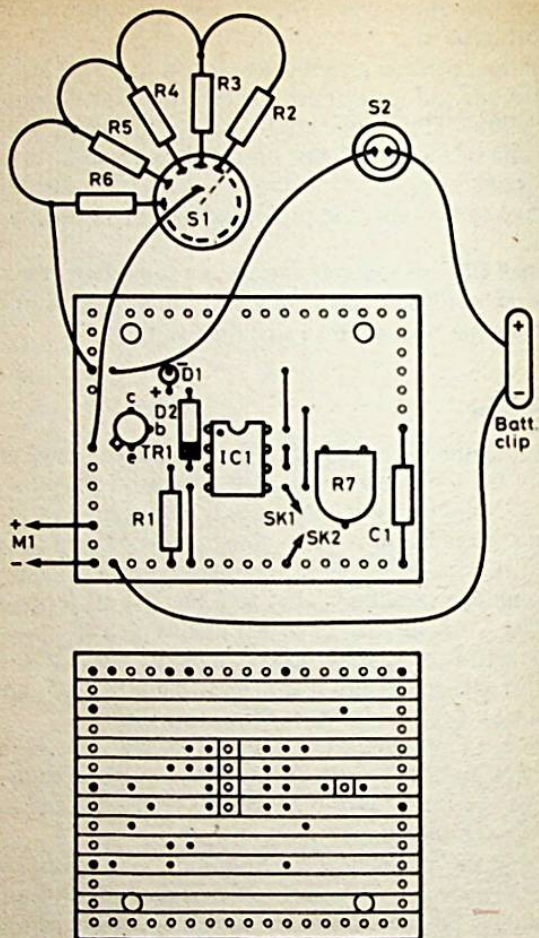 R3
R4
R2
R5
S2
R6
S1
+
−
−
D1
+
c
D2
b
Batt.
clip
TR1
IC1
R7
e
R1
SK1
C1
+
SK2
M1
−